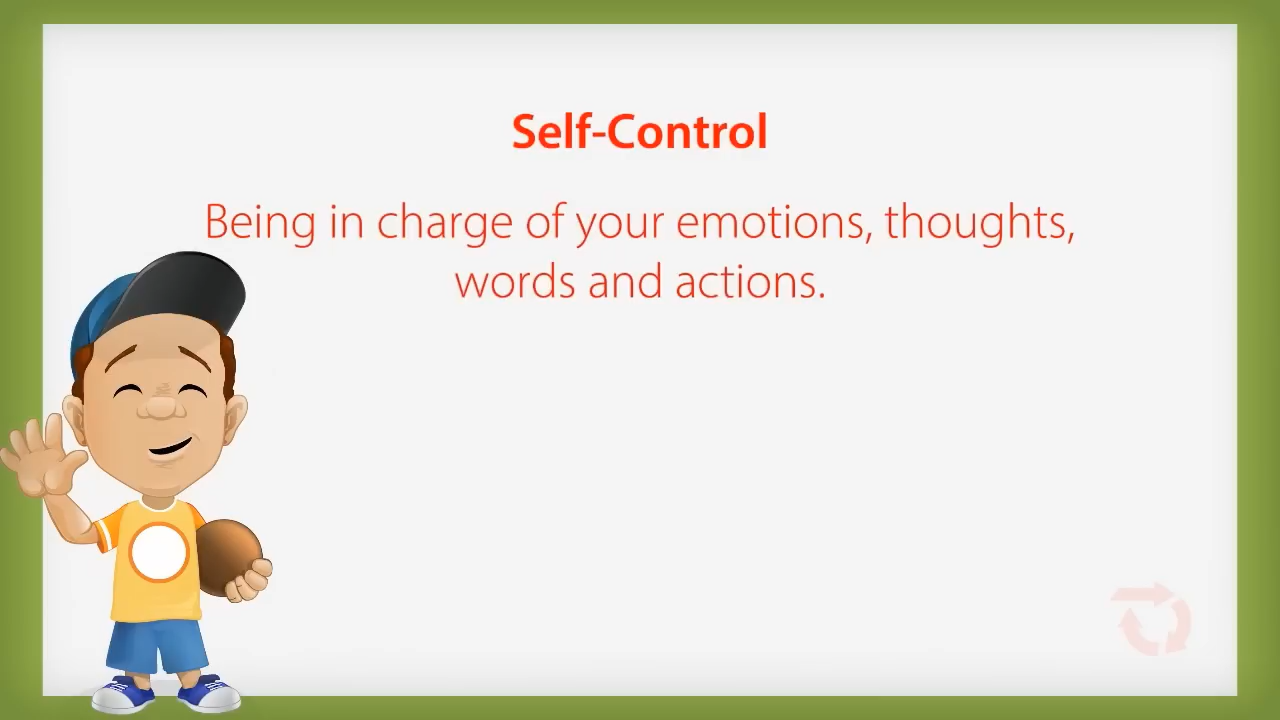 Self-Control
Being in charge of your emotions, thoughts,
words and actions.